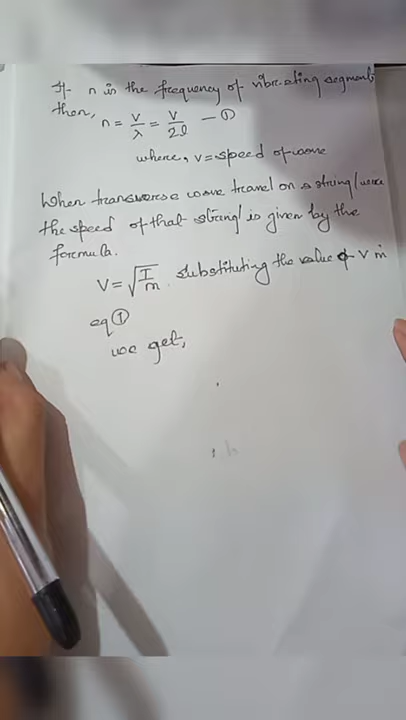 If n is the frequency of vibrating segment
then,
n = V/λ = V/2l — ①
where, v = speed of wave
When transverse wave travel on a string/wire
the speed of that string is given by the
formula.
V = √T/m . substituting the value of V in
eq ①
we get,